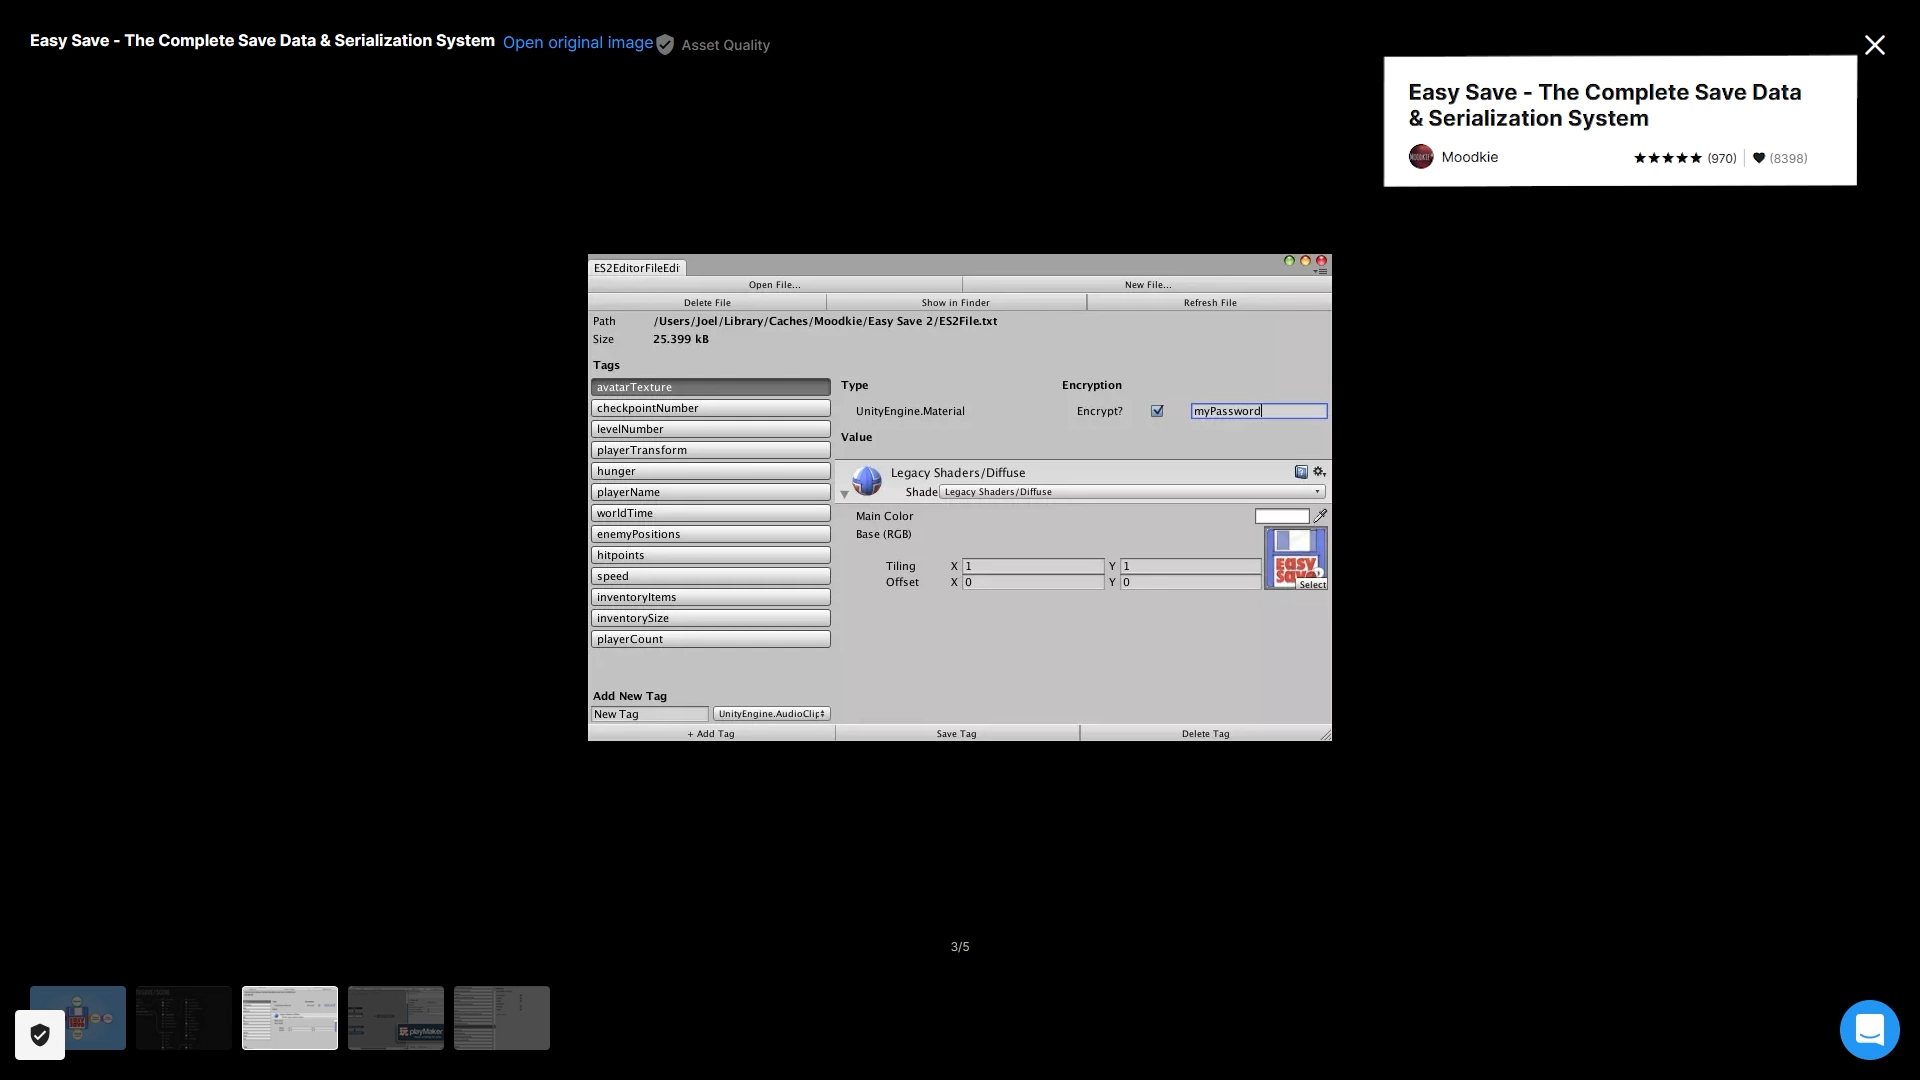 Easy Save - The Complete Save Data & Serialization System Open original image Asset Quality
Easy Save - The Complete Save Data
& Serialization System
Moodkie ★★★★★ (970) (8398)
ES2EditorFileEdi
Open File... New File...
Delete File Show in Finder Refresh File
Path /Users/Joel/Library/Caches/Moodkie/Easy Save 2/ES2File.txt
Size 25.399 kB
Tags
avatarTexture
checkpointNumber
levelNumber
playerTransform
hunger
playerName
worldTime
enemyPositions
hitpoints
speed
inventoryItems
inventorySize
playerCount
Add New Tag
New Tag UnityEngine.AudioClip
+ Add Tag Save Tag Delete Tag
Type Encryption
UnityEngine.Material Encrypt? myPassword
Value
Legacy Shaders/Diffuse
Shade Legacy Shaders/Diffuse
Main Color
Base (RGB)
Tiling X 1 Y 1
Offset X 0 Y 0
EASY
SAVE
Select
3/5
playMaker